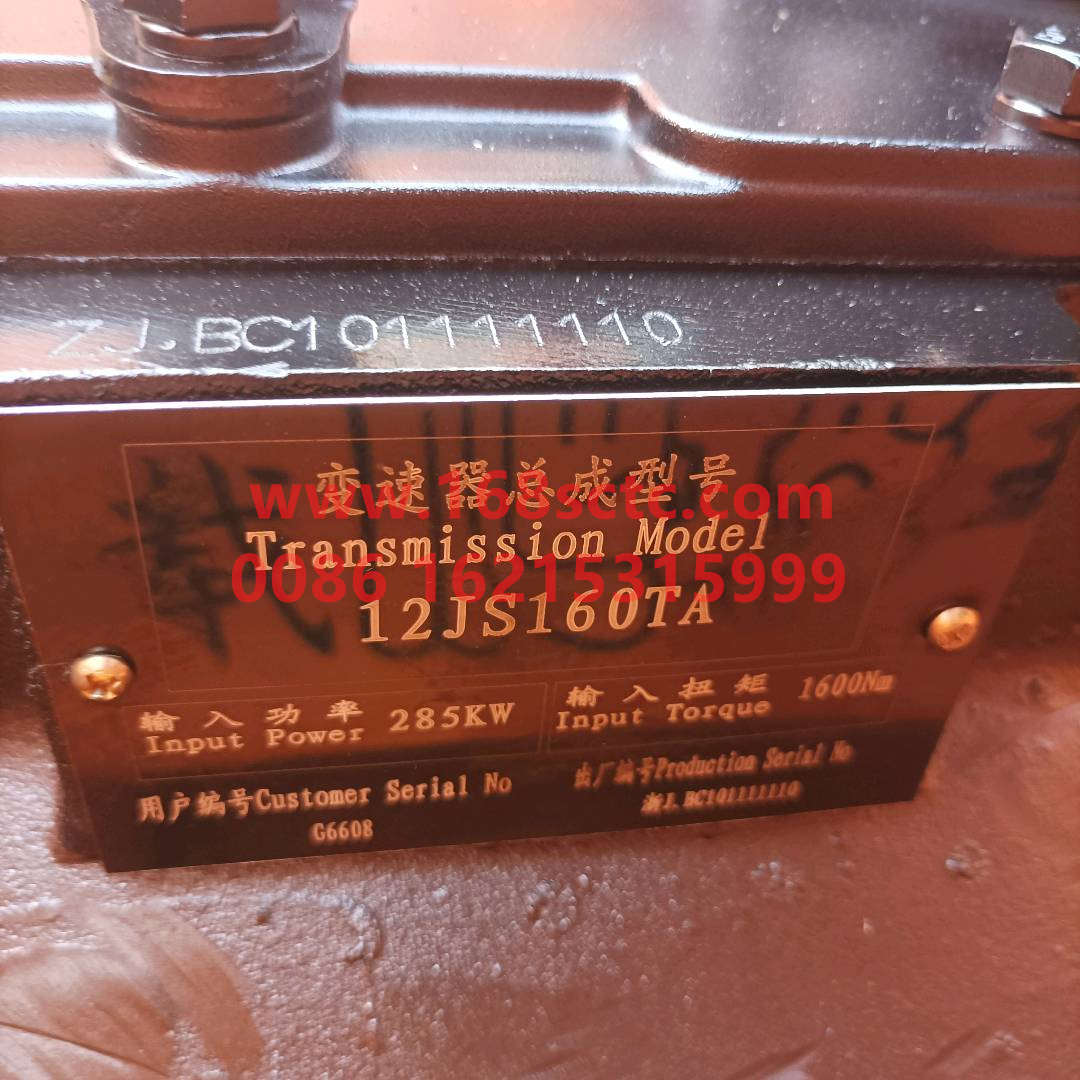 ZJ.BC101111110
变速器总成型号
www.168sctc.com
Transmission Model
0086 16215315999
12JS160TA
输入功率 285KW
Input Power
输入扭矩 1600Nm
Input Torque
用户编号Customer Serial No
G6608
出厂编号Production Serial No
浙J.BC101111110